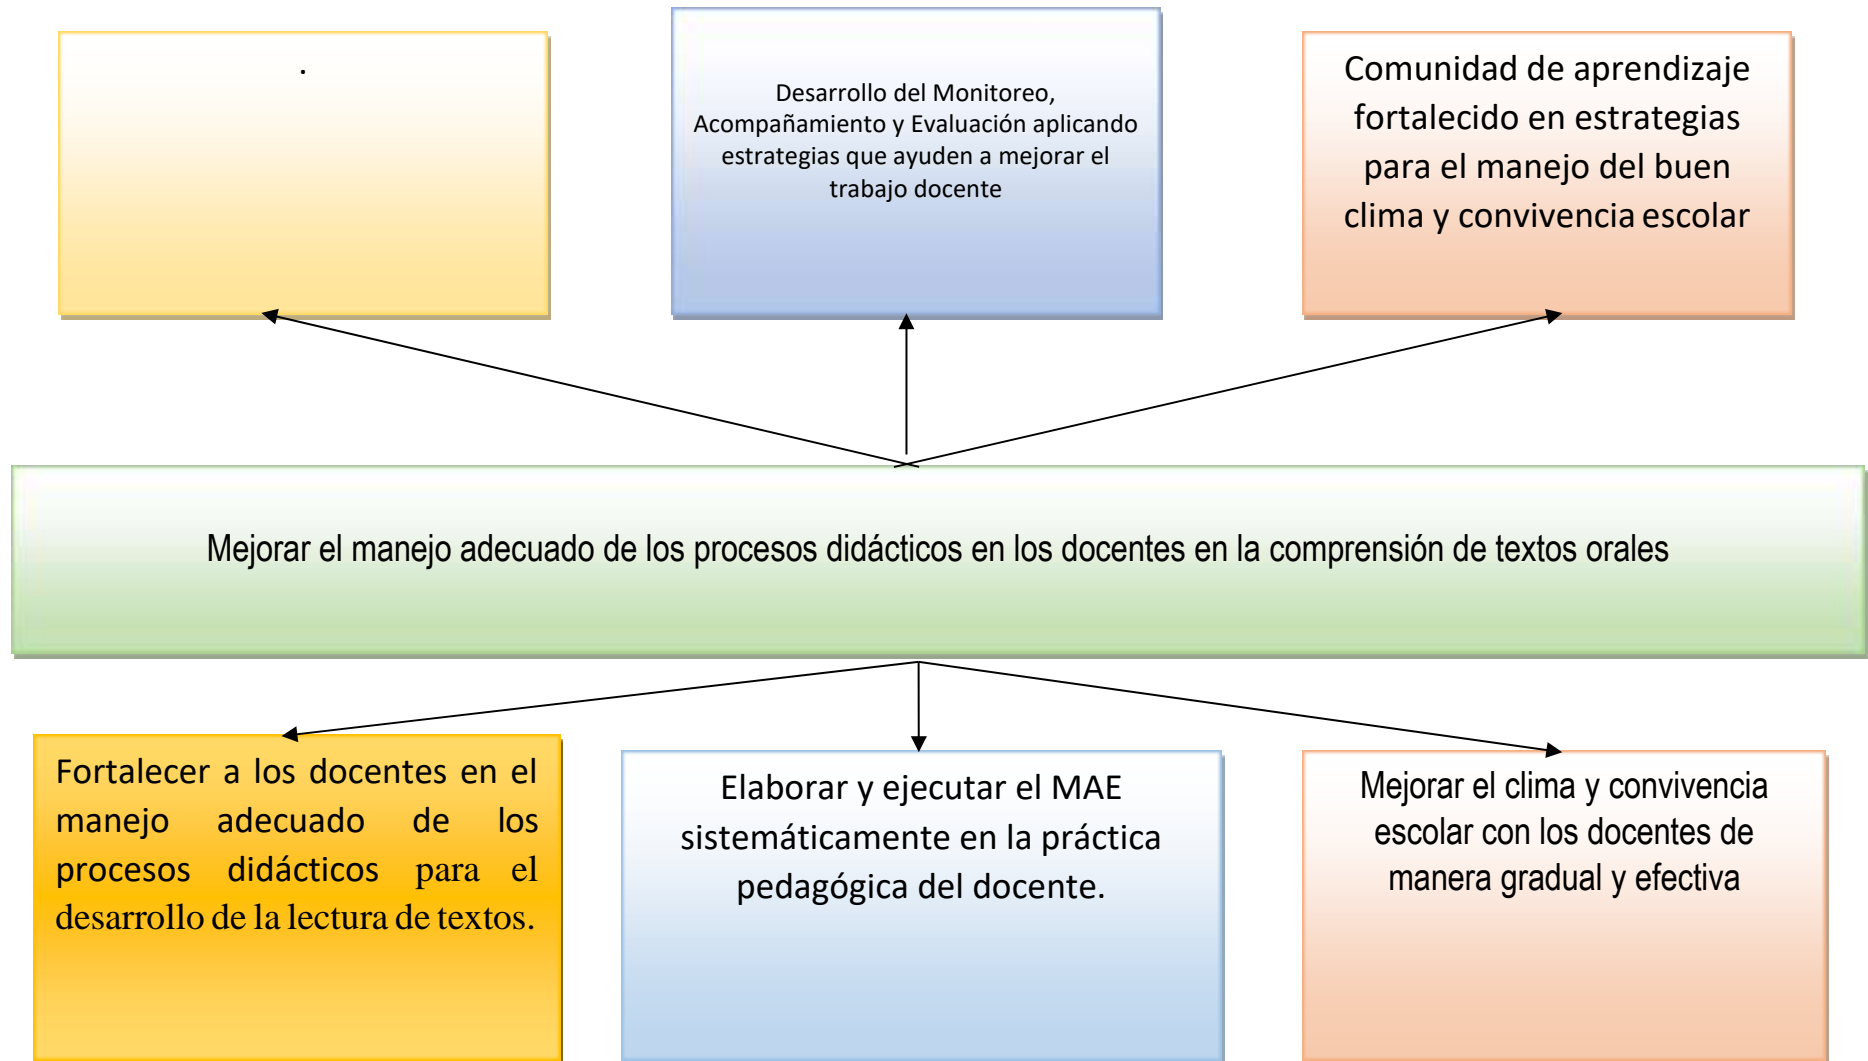 .
Desarrollo del Monitoreo,
Acompañamiento y Evaluación aplicando
estrategias que ayuden a mejorar el
trabajo docente
Comunidad de aprendizaje
fortalecido en estrategias
para el manejo del buen
clima y convivencia escolar
Mejorar el manejo adecuado de los procesos didácticos en los docentes en la comprensión de textos orales
Fortalecer a los docentes en el
manejo adecuado de los
procesos didácticos para el
desarrollo de la lectura de textos.
Elaborar y ejecutar el MAE
sistemáticamente en la práctica
pedagógica del docente.
Mejorar el clima y convivencia
escolar con los docentes de
manera gradual y efectiva